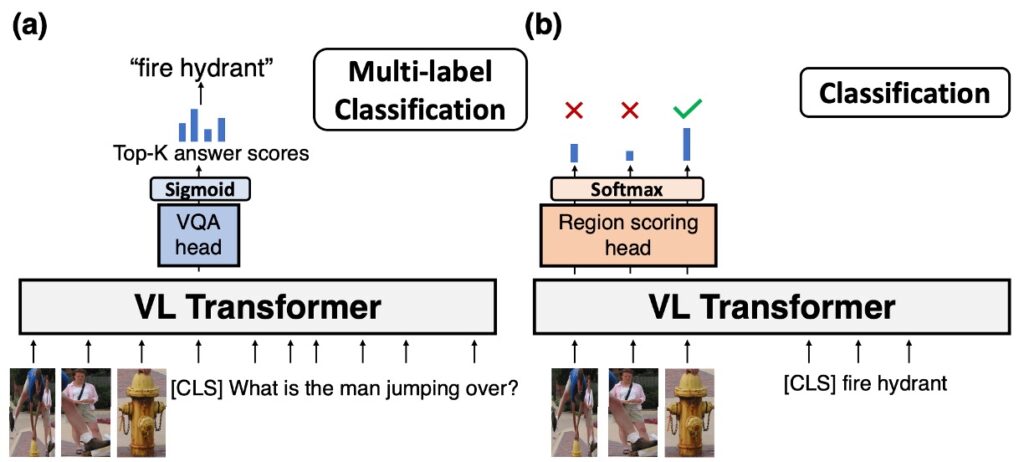 (a)
"fire hydrant"
Multi-label
Classification
Top-K answer scores
Sigmoid
VQA
head
VL Transformer
[CLS] What is the man jumping over?
(b)
Classification
Softmax
Region scoring
head
VL Transformer
[CLS] fire hydrant